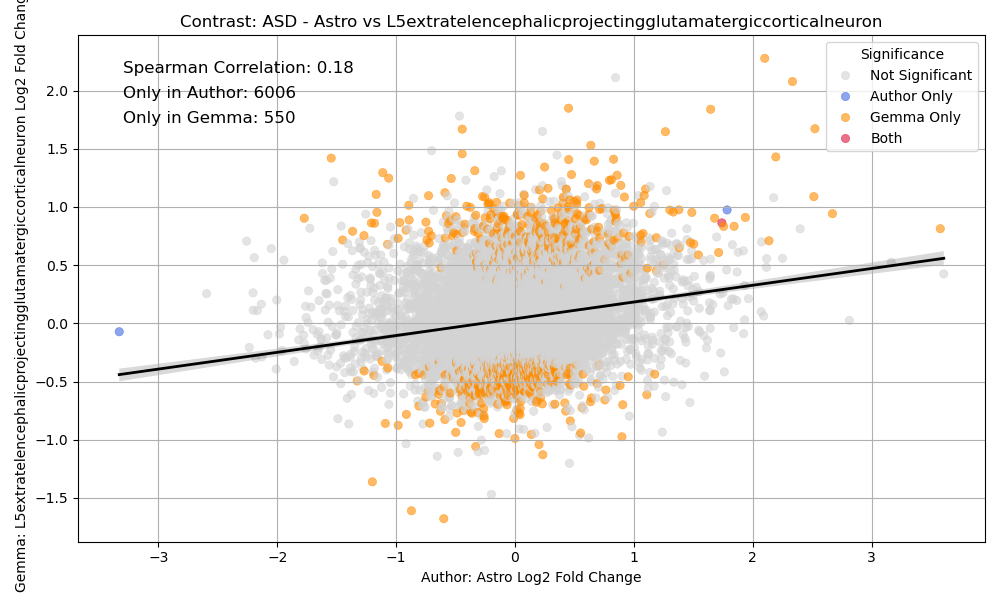 Contrast: ASD - Astro vs L5extratelencephalicprojectingglutamatergiccorticalneuron
Spearman Correlation: 0.18
Only in Author: 6006
Only in Gemma: 550
Significance
Not Significant
Author Only
Gemma Only
Both
2.0
1.5
1.0
0.5
0.0
−0.5
−1.0
−1.5
−3
−2
−1
0
1
2
3
Author: Astro Log2 Fold Change
Gemma: L5extratelencephalicprojectingglutamatergiccorticalneuron Log2 Fold